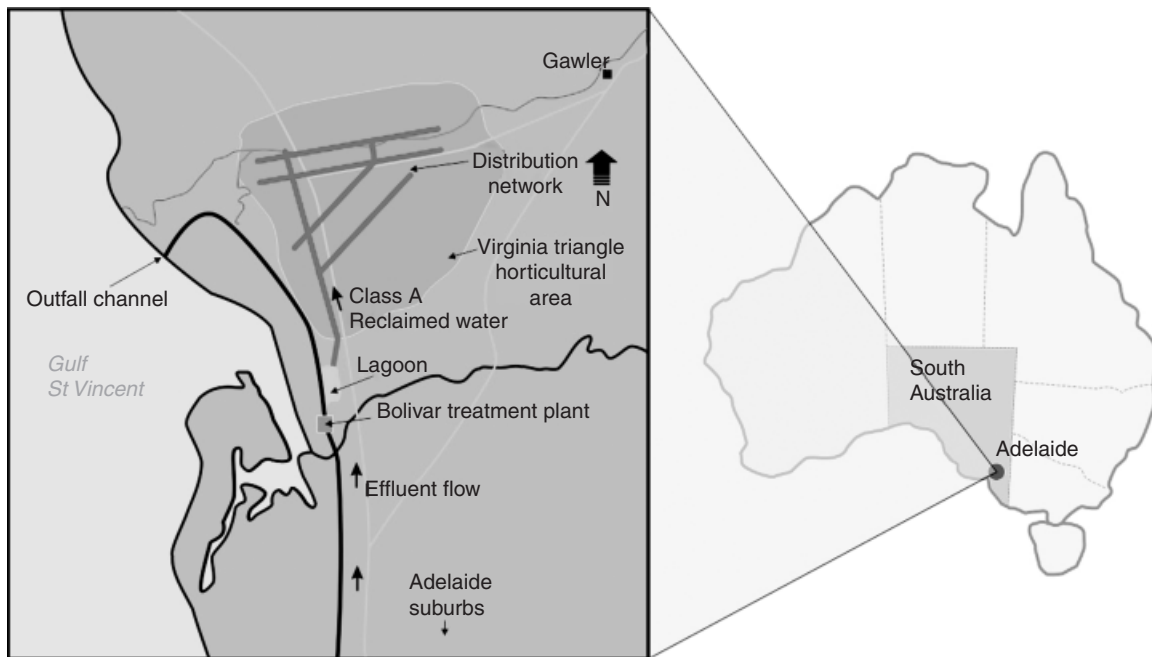 Gawler
Distribution
network
N
Virginia triangle
horticultural
area
Outfall channel
Class A
Reclaimed water
Gulf
St Vincent
Lagoon
Bolivar treatment plant
Effluent flow
Adelaide
suburbs
South
Australia
Adelaide